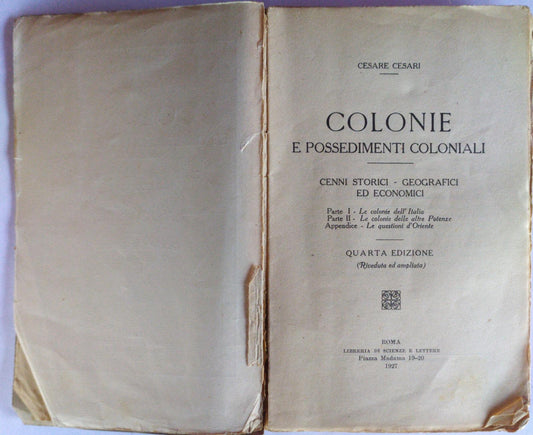 CESARE CESARI
COLONIE
E POSSEDIMENTI COLONIALI
CENNI STORICI - GEOGRAFICI
ED ECONOMICI
Parte I - Le colonie dell'Italia
Parte II - Le colonie delle altre Potenze
Appendice - Le questioni d'Oriente
QUARTA EDIZIONE
(Riveduta ed ampliata)
ROMA
LIBRERIA DI SCIENZE E LETTERE
Piazza Madama 19-20
1927